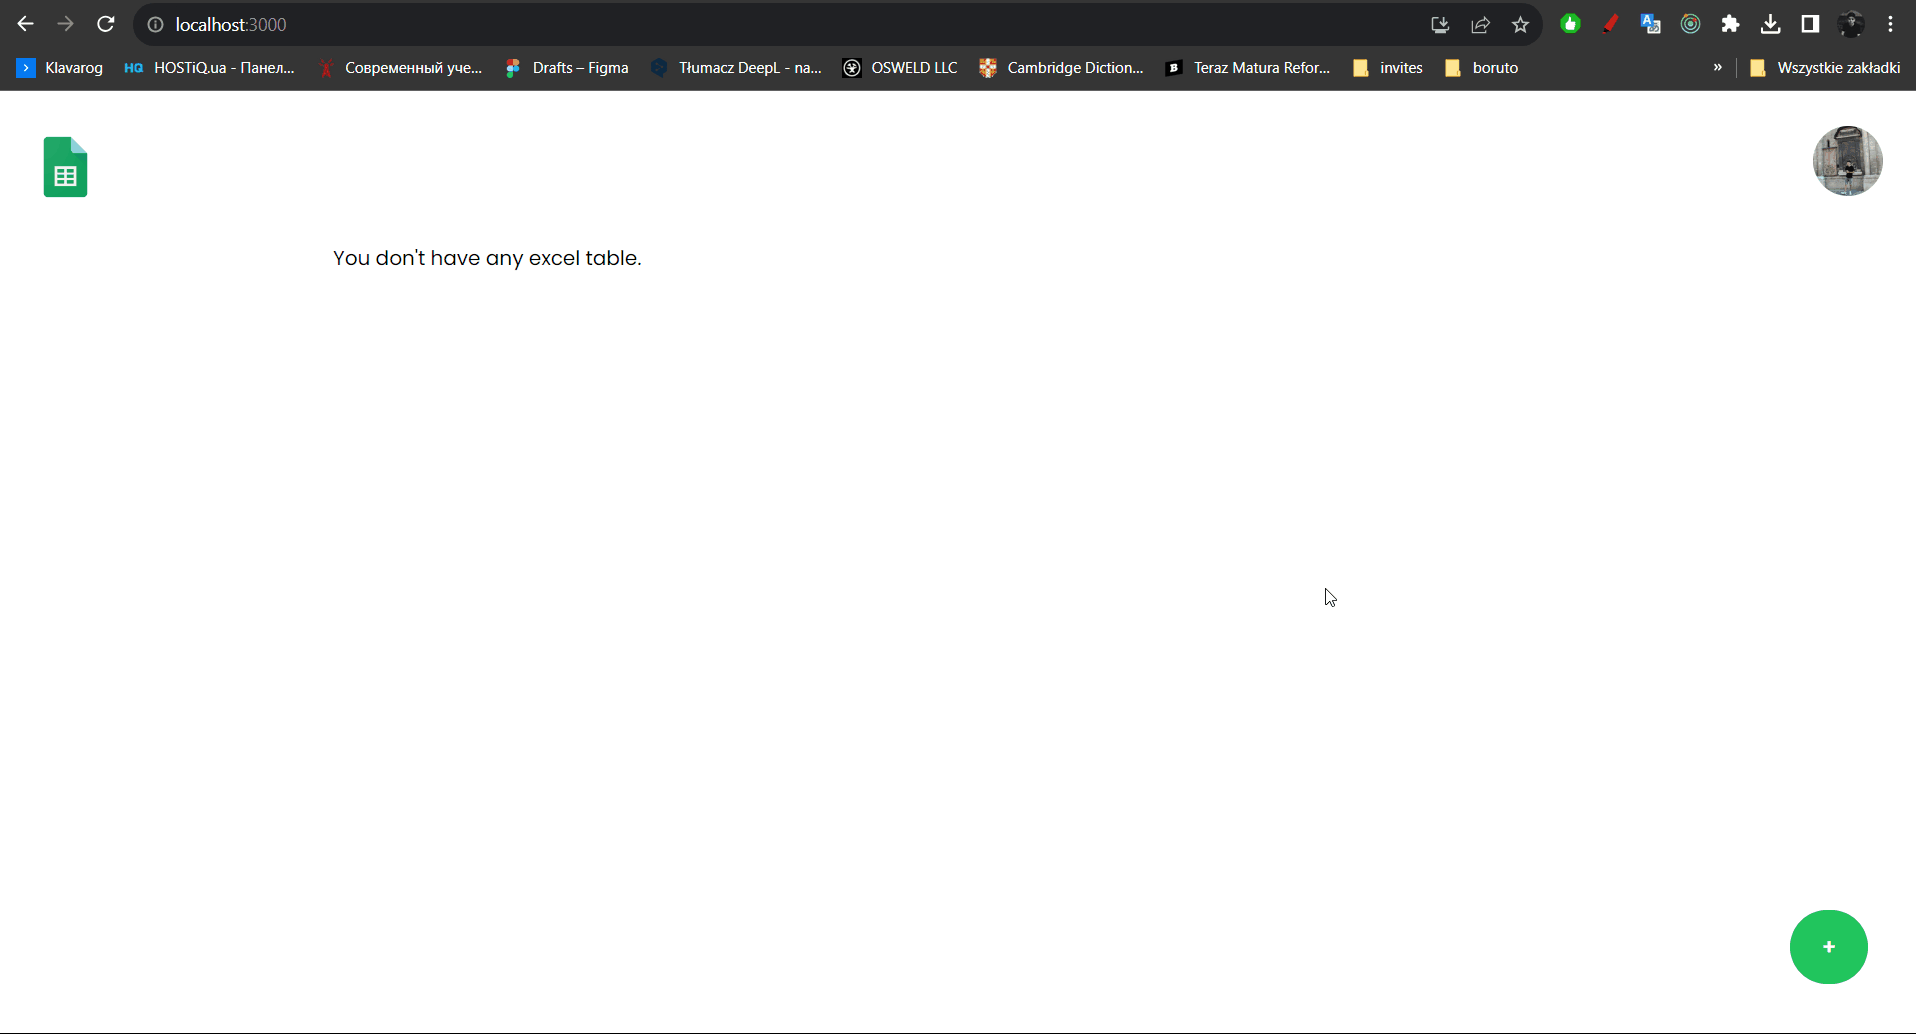 localhost:3000
Klavarog HQ HOSTiQ.ua - Панел... Современный уче... Drafts – Figma Tłumacz DeepL - na... OSWELD LLC Cambridge Diction... B Teraz Matura Refor... invites boruto » Wszystkie zakładki
You don't have any excel table.
+